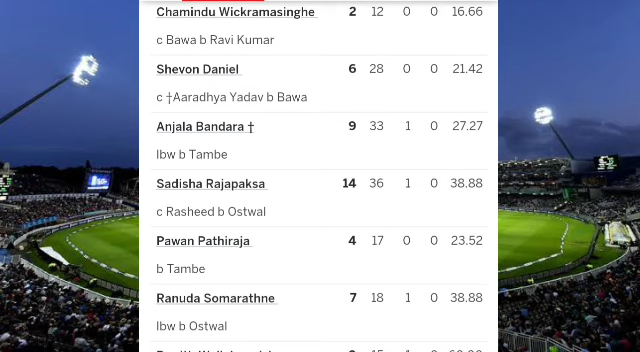 Chamindu Wickramasinghe 2 12 0 0 16.66
c Bawa b Ravi Kumar
Shevon Daniel 6 28 0 0 21.42
c †Aaradhya Yadav b Bawa
Anjala Bandara † 9 33 1 0 27.27
lbw b Tambe
Sadisha Rajapaksa 14 36 1 0 38.88
c Rasheed b Ostwal
Pawan Pathiraja 4 17 0 0 23.52
b Tambe
Ranuda Somarathne 7 18 1 0 38.88
lbw b Ostwal